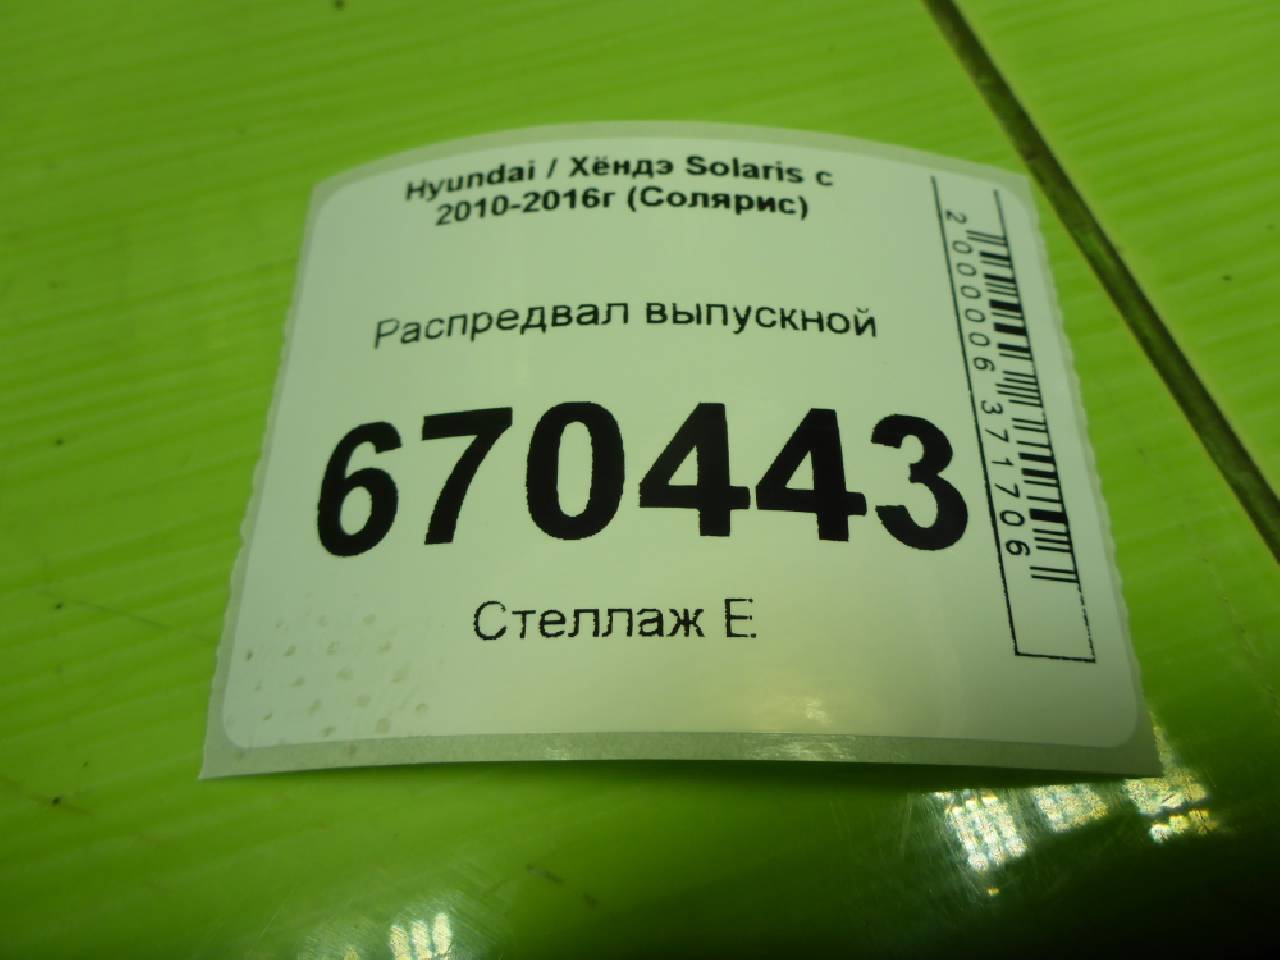 Hyundai / Хёндэ Solaris с
2010-2016г (Солярис)
Распредвал выпускной
670443
Стеллаж Е
2000006371706